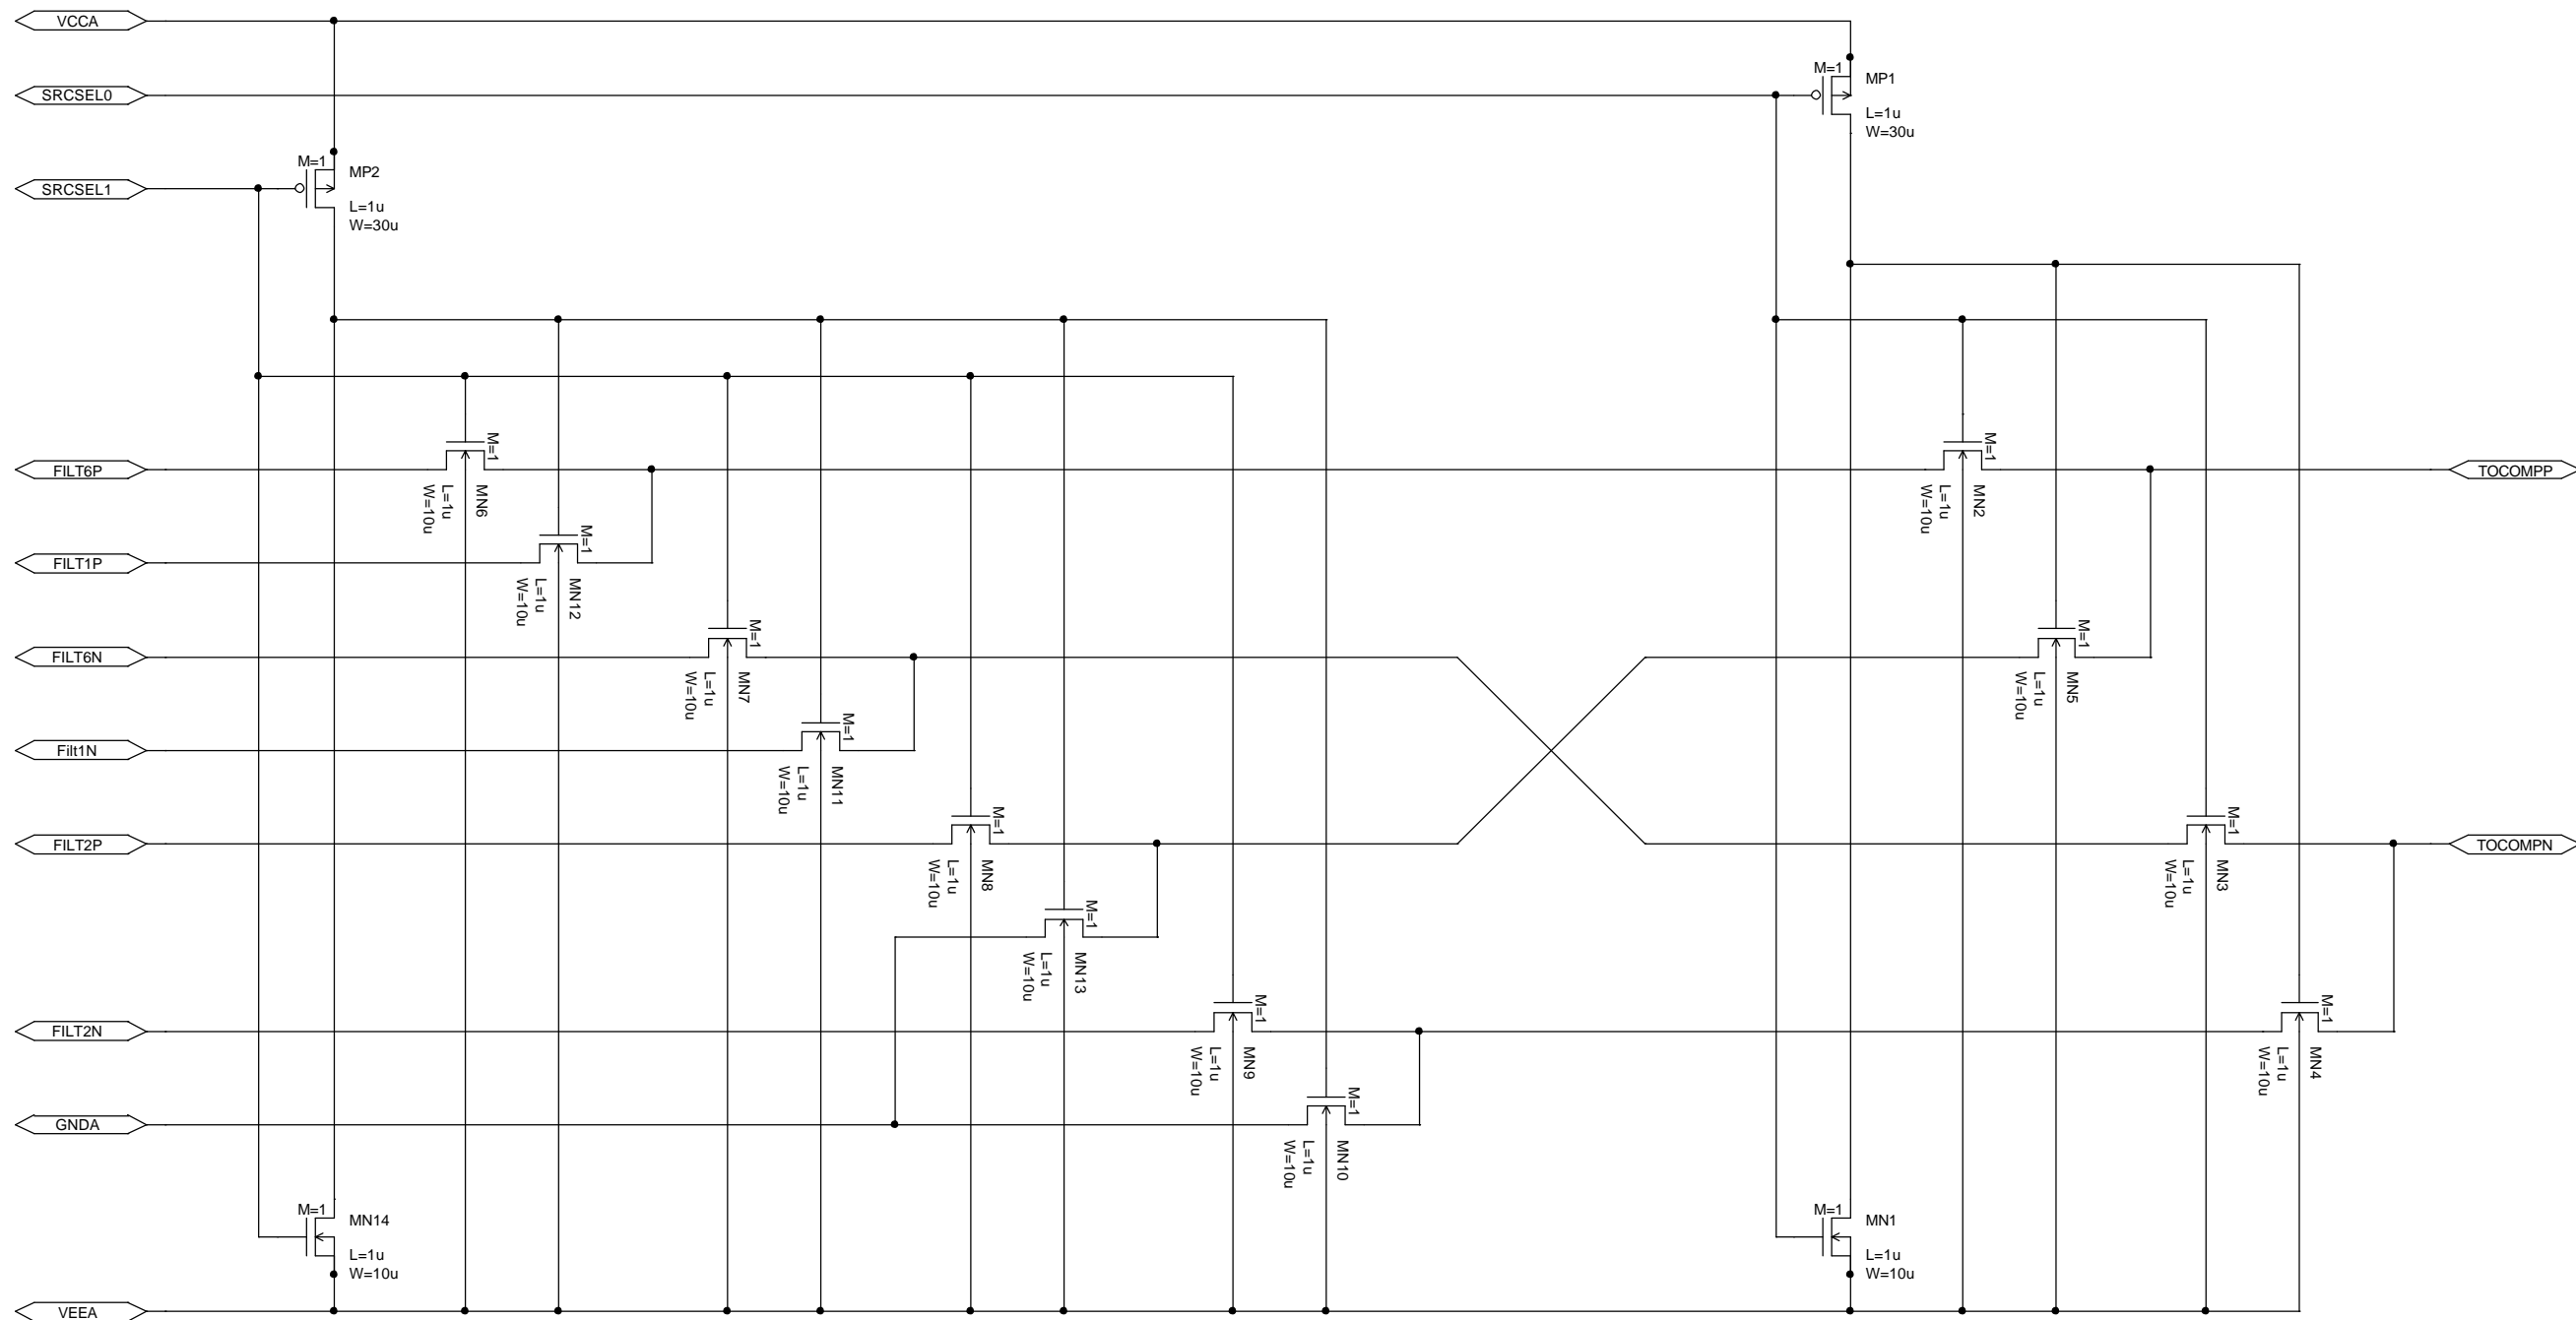 VCCA
M=1
MP1
SRCSEL0
L=1u
W=30u
M=1
MP2
SRCSEL1
L=1u
W=30u
FILT6P
M=1
MN6
L=1u
W=10u
M=1
MN2
L=1u
W=10u
TOCOMPP
FILT1P
M=1
MN12
L=1u
W=10u
FILT6N
M=1
MN7
L=1u
W=10u
M=1
MN5
L=1u
W=10u
Filt1N
M=1
MN11
L=1u
W=10u
FILT2P
M=1
MN8
L=1u
W=10u
M=1
MN3
L=1u
W=10u
TOCOMPN
M=1
MN13
L=1u
W=10u
FILT2N
M=1
MN9
L=1u
W=10u
M=1
MN4
L=1u
W=10u
GNDA
M=1
MN10
L=1u
W=10u
M=1
MN14
L=1u
W=10u
M=1
MN1
L=1u
W=10u
VEEA